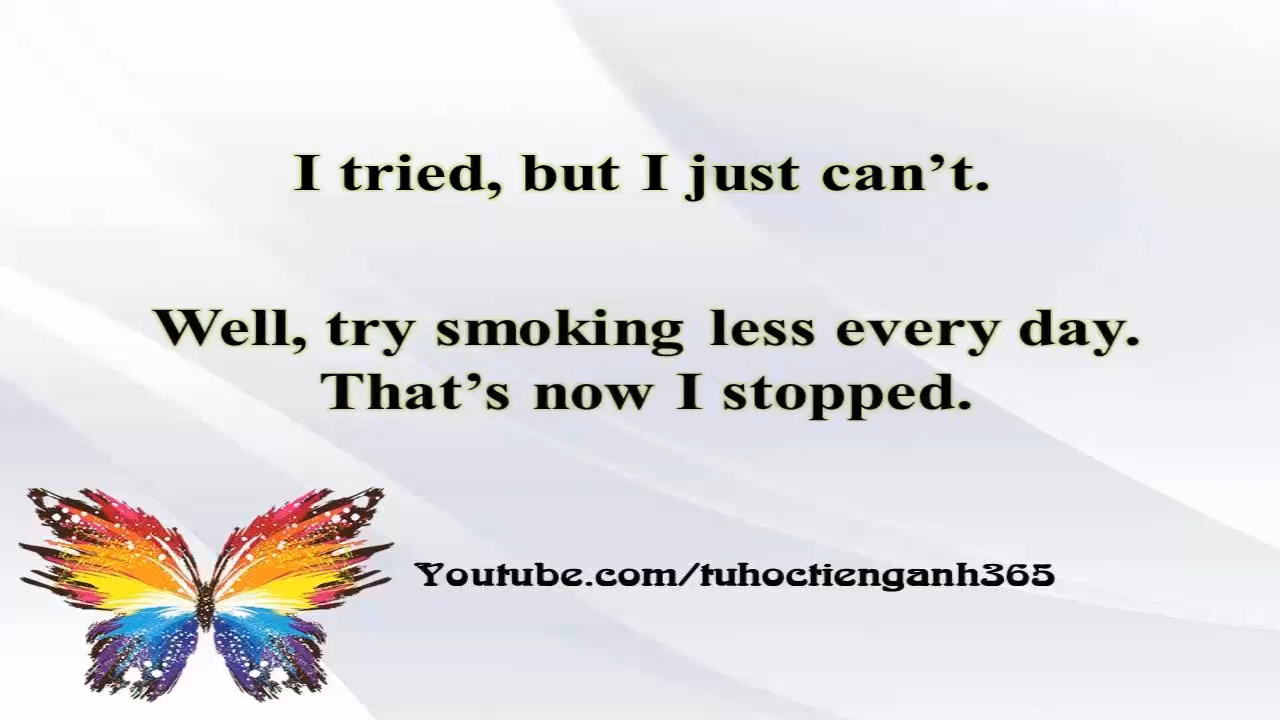 I tried, but I just can’t.
Well, try smoking less every day.
That’s now I stopped.
Youtube.com/tuhoctienganh365